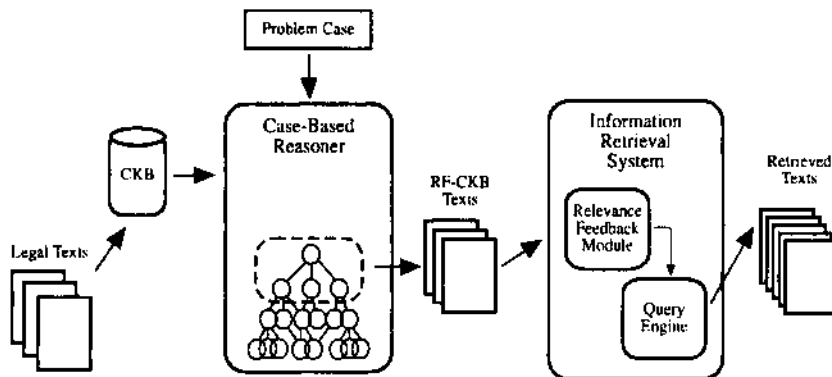 Problem Case
Case-Based
Reasoner
Information
Retrieval
System
CKB
RF-CKB
Texts
Retrieved
Texts
Legal Texts
Relevance
Feedback
Module
Query
Engine